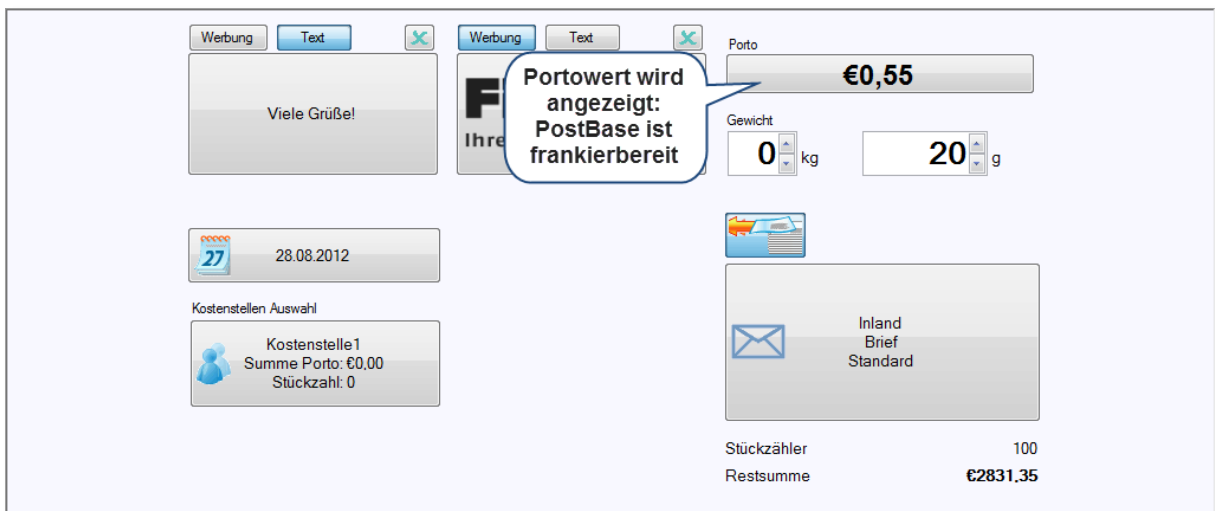 Werbung Text
Viele Grüße!
Werbung Text
Ihre
Portowert wird
angezeigt:
PostBase ist
frankierbereit
Porto
€0,55
Gewicht
0 kg 20 g
27 28.08.2012
Kostenstellen Auswahl
Kostenstelle1
Summe Porto: €0,00
Stückzahl: 0
Inland
Brief
Standard
Stückzähler 100
Restsumme €2831,35